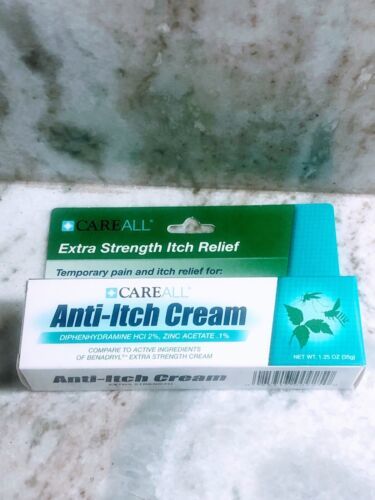 CAREALL®
Extra Strength Itch Relief
Temporary pain and itch relief for:
CAREALL®
Anti-Itch Cream
DIPHENHYDRAMINE HCl 2%, ZINC ACETATE .1%
COMPARE TO ACTIVE INGREDIENTS
OF BENADRYL®* EXTRA STRENGTH CREAM
NET WT. 1.25 OZ (35g)
Anti-Itch Cream
EXTRA STRENGTH